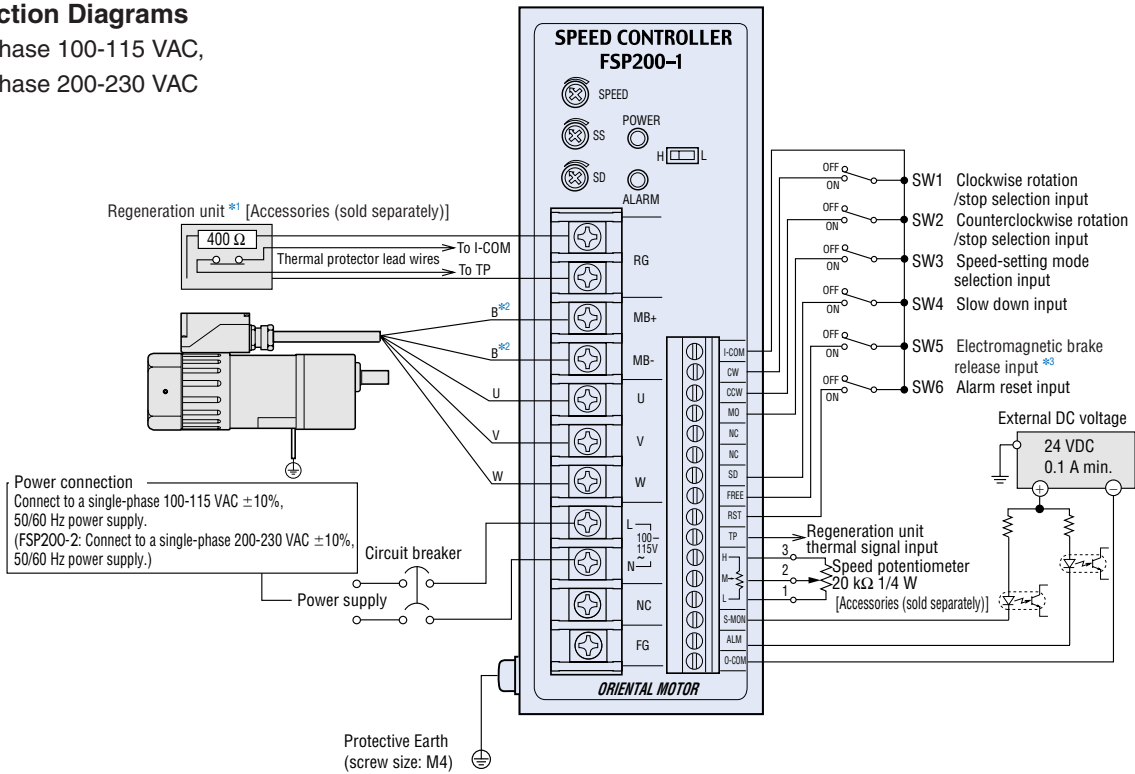 ction Diagrams
hase 100-115 VAC,
hase 200-230 VAC
SPEED CONTROLLER
FSP200-1
SPEED
POWER
SS
H L
SD
ALARM
Regeneration unit *1 [Accessories (sold separately)]
400 Ω
To I-COM
Thermal protector lead wires
To TP
RG
B*2
MB+
B*2
MB-
U
U
V
V
W
W
L
100-
115V
~
N
NC
FG
Power connection
Connect to a single-phase 100-115 VAC ±10%,
50/60 Hz power supply.
(FSP200-2: Connect to a single-phase 200-230 VAC ±10%,
50/60 Hz power supply.)
Circuit breaker
Power supply
I-COM
CW
CCW
MO
NC
NC
SD
FREE
RST
TP
H
M
L
S-MON
ALM
O-COM
OFF
ON
SW1 Clockwise rotation
/stop selection input
OFF
ON
SW2 Counterclockwise rotation
/stop selection input
OFF
ON
SW3 Speed-setting mode
selection input
OFF
ON
SW4 Slow down input
OFF
ON
SW5 Electromagnetic brake
release input *3
OFF
ON
SW6 Alarm reset input
External DC voltage
24 VDC
0.1 A min.
+ −
Regeneration unit
thermal signal input
3
2
1
Speed potentiometer
20 kΩ 1/4 W
[Accessories (sold separately)]
ORIENTAL MOTOR
Protective Earth
(screw size: M4)